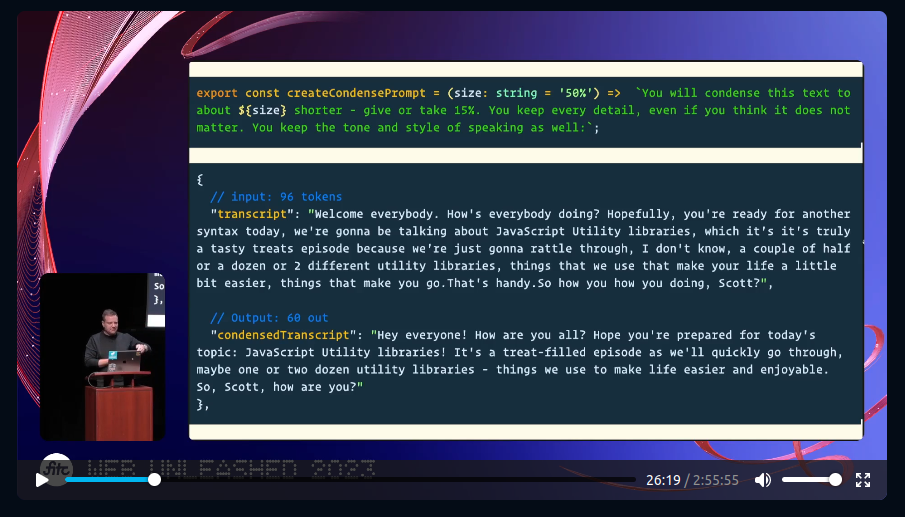 export const createCondensePrompt = (size: string = '50%') => `You will condense this text to
about ${size} shorter - give or take 15%. You keep every detail, even if you think it does not
matter. You keep the tone and style of speaking as well:`;
{
// input: 96 tokens
"transcript": "Welcome everybody. How's everybody doing? Hopefully, you're ready for another
syntax today, we're gonna be talking about JavaScript Utility libraries, which it's it's truly
a tasty treats episode because we're just gonna rattle through, I don't know, a couple of half
or a dozen or 2 different utility libraries, things that we use that make your life a little
bit easier, things that make you go.That's handy.So how you how you doing, Scott?",
// Output: 60 out
"condensedTranscript": "Hey everyone! How are you all? Hope you're prepared for today's
topic: JavaScript Utility libraries! It's a treat-filled episode as we'll quickly go through,
maybe one or two dozen utility libraries - things we use to make life easier and enjoyable.
So, Scott, how are you?"
},
So
},
fitc WEB UNLEASHED 2023
26:19 / 2:55:55